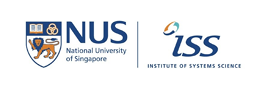 NUS
National University
of Singapore
iss
INSTITUTE OF SYSTEMS SCIENCE